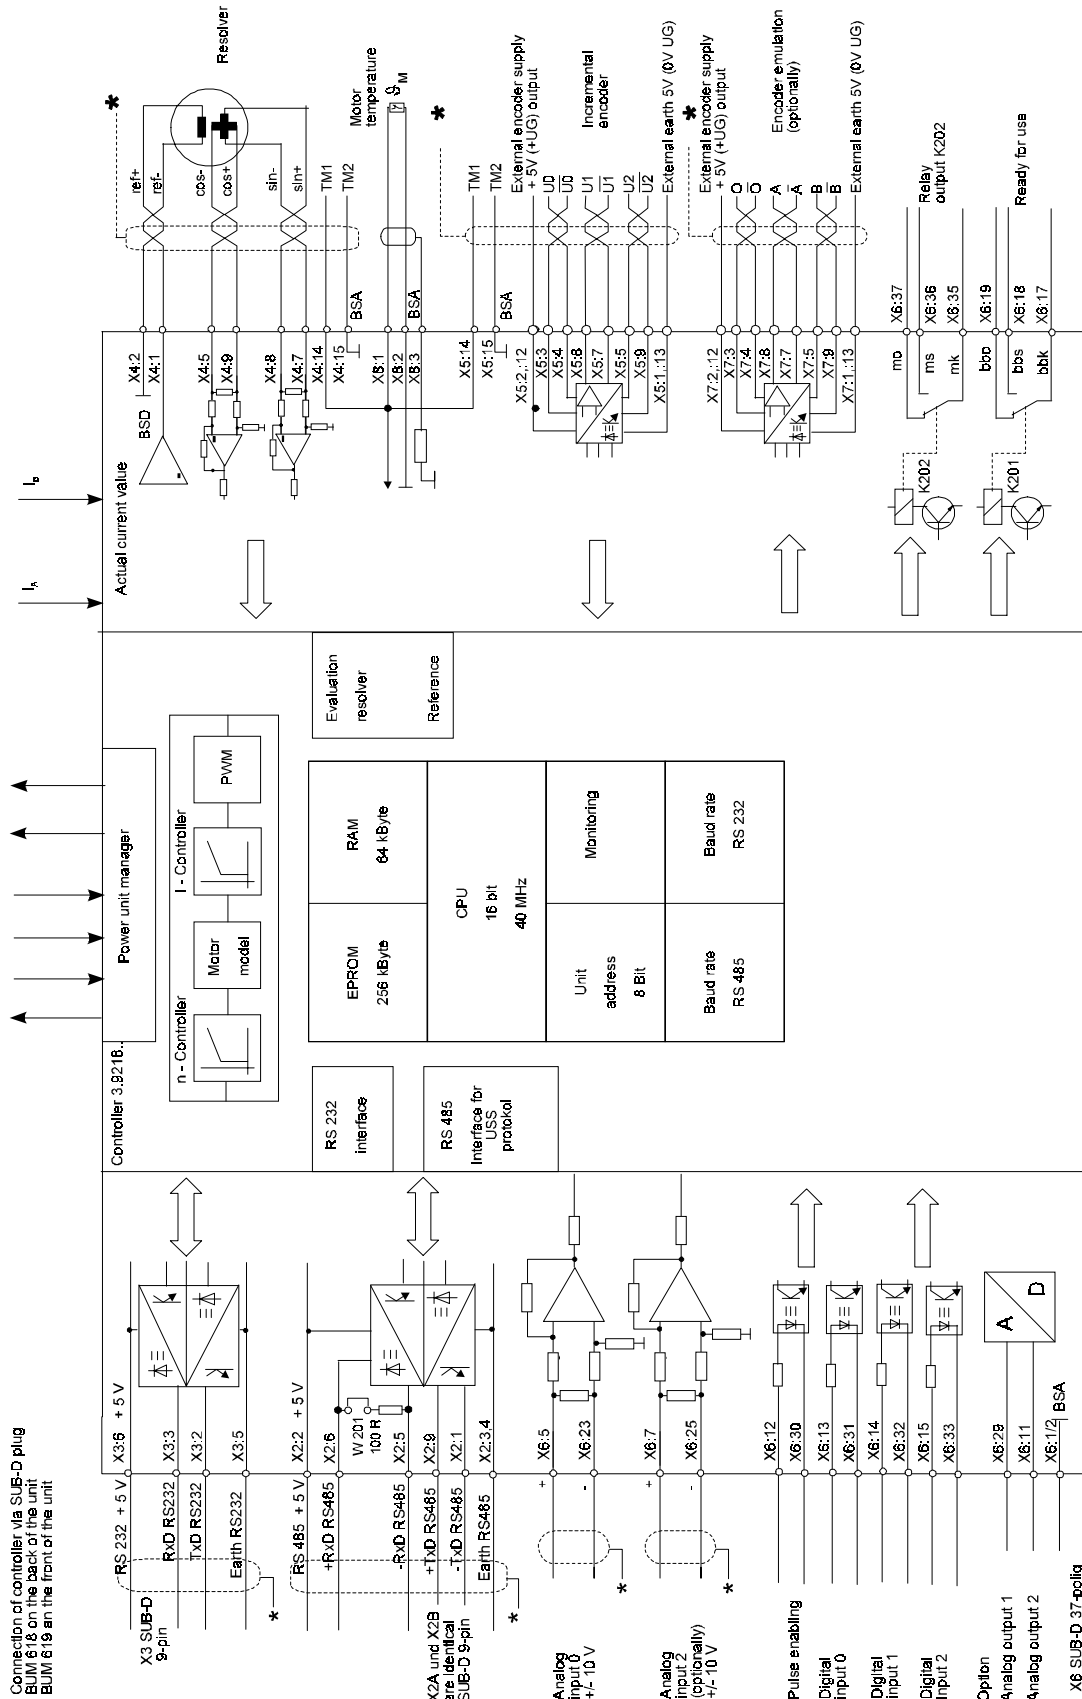 Connection of controller via SUB-D plug
BUM 618 on the back of the unit
BUM 619 an the front of the unit
X3 SUB-D
9-pin
RS 232 + 5 V
RxD RS232
TxD RS232
Earth RS232
*
X3:6 + 5 V
X3:3
X3:2
X3:5
X2A und X2B
are identical
SUB-D 9-pin
RS 485 + 5 V
+RxD RS485
-RxD RS485
+TxD RS485
-TxD RS485
Earth RS485
*
X2:2 + 5 V
X2:6
W 201
100 R
X2:5
X2:9
X2:1
X2:3,4
Analog
input 0
+/- 10 V
+
-
*
X6:5
X6:23
Analog
input 2
(optionally)
+/- 10 V
+
-
*
X6:7
X6:25
Pulse enabling
X6:12
X6:30
Digital
input 0
X6:13
X6:31
Digital
Input 1
X6:14
X6:32
Digital
Input 2
X6:15
X6:33
Option
Analog output 1
Analog output 2
X6:29
X6:11
X6:1/2
BSA
A
D
X6 SUB-D 37-polig
Controller 3.9218..
Power unit manager
n - Controller
Motor
model
I - Controller
PWM
RS 232
interface
RS 485
Interface for
USS
protokol
EPROM
256 kByte
RAM
64 kByte
CPU
16 bit
40 MHz
Unit
address
8 Bit
Monitoring
Baud rate
RS 485
Baud rate
RS 232
Evaluation
resolver
Reference
I A
Actual current value
BSD
X4:2
X4:1
X4:5
X4:9
X4:8
X4:7
X4:14
X4:15
BSA
ref+
ref-
cos-
cos+
sin-
sin+
TM1
TM2
*
Resolver
X8:1
X8:2
X8:3
BSA
Motor
temperature
ϑ M
X5:14
X5:15
BSA
TM1
TM2
*
X5:2,:12
X5:3
X5:4
X5:8
X5:7
X5:5
X5:9
X5:1,:13
External encoder supply
+ 5V (+UG) output
U0
U0
U1
U1
U2
U2
Incremental
encoder
External earth 5V (0V UG)
*
X7:2,:12
X7:3
X7:4
X7:8
X7:7
X7:5
X7:9
X7:1,:13
External encoder supply
+ 5V (+UG) output
O
O
A
A
B
B
Encoder emulation
(optionally)
External earth 5V (0V UG)
K202
mo
ms
mk
X6:37
X6:36
X6:35
Relay
output K202
K201
bbo
bbs
bbk
X6:19
X6:18
X6:17
Ready for use